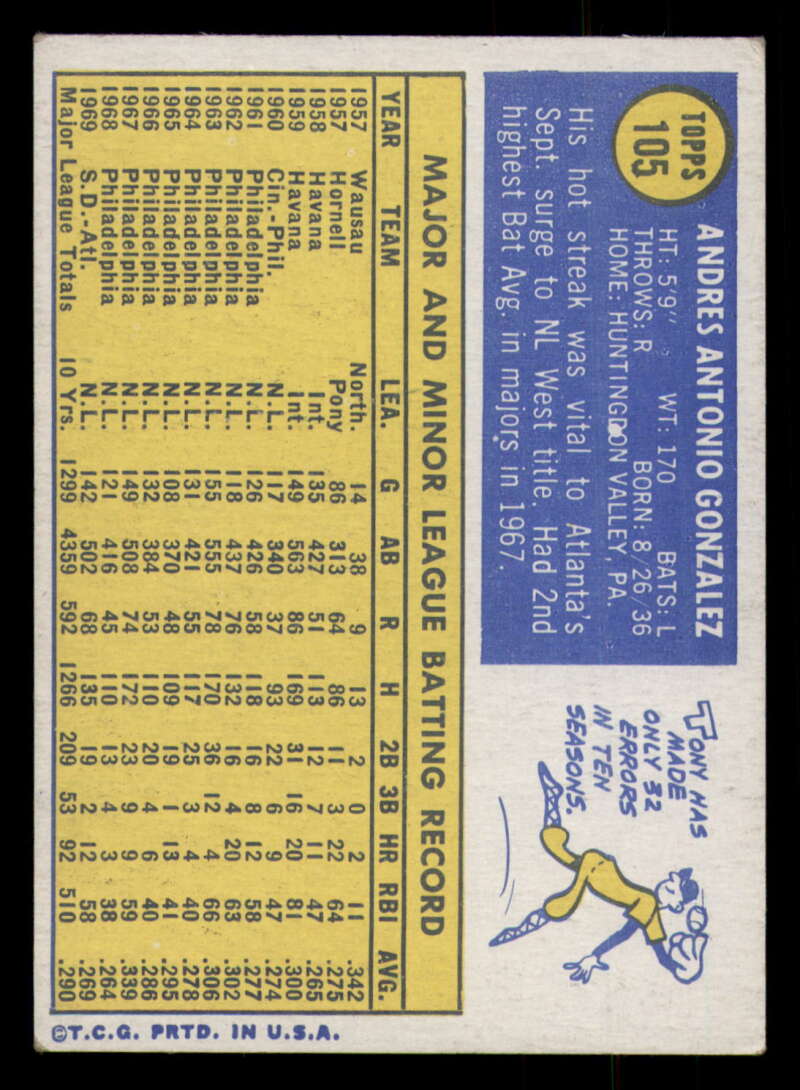 TOPPS
105
ANDRES ANTONIO GONZALEZ
HT: 5'9" WT: 170 BATS: L
THROWS: R BORN: 8/26/36
HOME: HUNTINGDON VALLEY, PA.
His hot streak was vital to Atlanta's
Sept. surge to NL West title. Had 2nd
highest Bat Avg. in majors in 1967.
TONY HAS
MADE
ONLY 32
ERRORS
IN TEN
SEASONS.
MAJOR AND MINOR LEAGUE BATTING RECORD
YEAR TEAM LEA. G AB R H 2B 3B HR RBI AVG.
1957 Wausau North. 14 38 9 13 2 0 2 11 .342
1957 Hornell Pony 86 313 64 86 11 3 22 64 .275
1958 Havana Int. 135 427 51 113 12 7 11 47 .265
1959 Havana Int. 149 563 86 169 31 16 20 81 .300
1960 Cin.-Phil. N.L. 117 340 37 93 22 6 9 47 .274
1961 Philadelphia N.L. 126 426 58 118 16 8 12 58 .277
1962 Philadelphia N.L. 118 437 76 132 16 4 20 63 .302
1963 Philadelphia N.L. 155 555 78 170 36 12 4 66 .306
1964 Philadelphia N.L. 131 421 55 117 25 3 4 40 .278
1965 Philadelphia N.L. 108 370 48 109 19 1 13 41 .295
1966 Philadelphia N.L. 132 384 53 110 20 4 6 40 .286
1967 Philadelphia N.L. 149 508 74 172 23 9 9 59 .339
1968 Philadelphia N.L. 121 416 45 110 13 4 3 38 .264
1969 S.D.-Atl. N.L. 142 502 68 135 19 2 12 58 .269
Major League Totals 10 Yrs. 1299 4359 592 1266 209 53 92 510 .290
©T.C.G. PRTD. IN U.S.A.